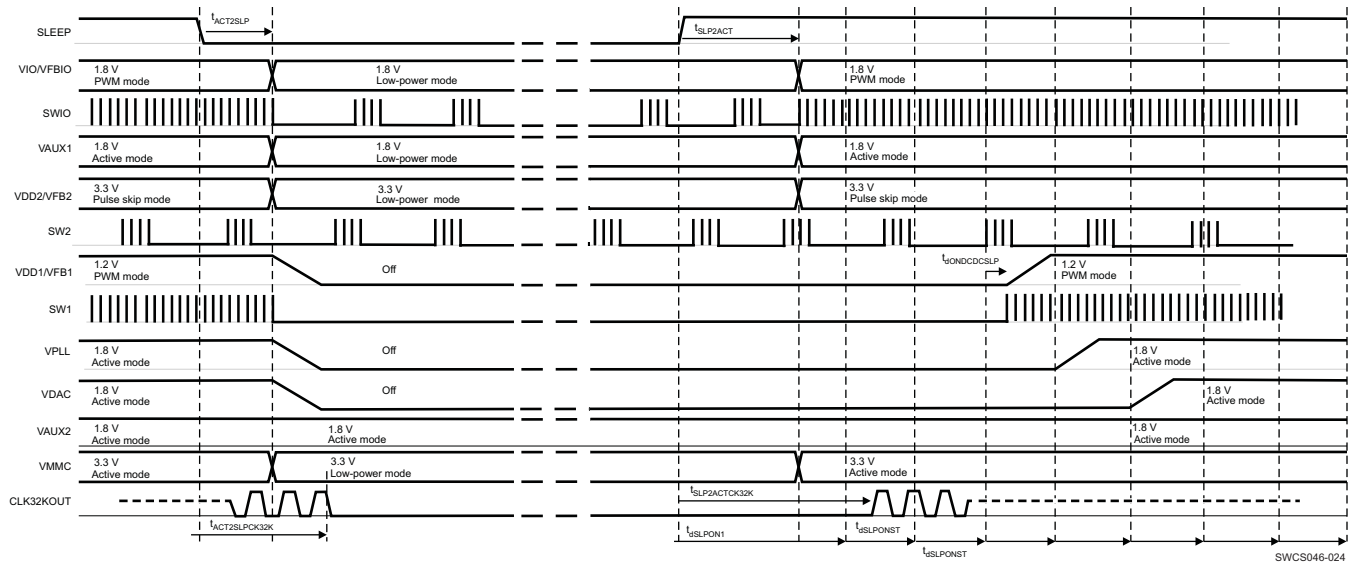 SLEEP
tACT2SLP
tSLP2ACT
VIO/VFBIO
1.8 V
PWM mode
1.8 V
Low-power mode
1.8 V
PWM mode
SWIO
VAUX1
1.8 V
Active mode
1.8 V
Low-power mode
1.8 V
Active mode
VDD2/VFB2
3.3 V
Pulse skip mode
3.3 V
Low-power mode
3.3 V
Pulse skip mode
SW2
VDD1/VFB1
1.2 V
PWM mode
Off
tdONDCDCSLP
1.2 V
PWM mode
SW1
VPLL
1.8 V
Active mode
Off
1.8 V
Active mode
VDAC
1.8 V
Active mode
Off
1.8 V
Active mode
VAUX2
1.8 V
Active mode
1.8 V
Active mode
1.8 V
Active mode
VMMC
3.3 V
Active mode
3.3 V
Low-power mode
3.3 V
Active mode
CLK32KOUT
tACT2SLPCK32K
tSLP2ACTCK32K
tdSLPON1
tdSLPONST
tdSLPONST
SWCS046-024